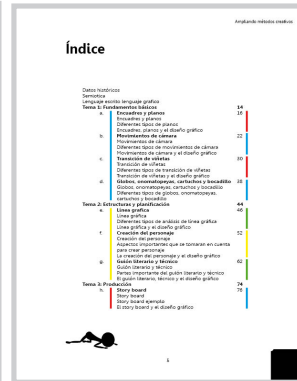 Ampliando métodos creativos
Índice
Datos históricos
Semiotica
Lenguaje escrito lenguaje grafico
Tema 1: Fundamentos básicos 14
a. Encuadres y planos 16
Encuadres y planos
Diferentes tipos de planos
Encuadres, planos y el diseño gráfico
b. Movimientos de cámara 22
Movimientos de cámara
Diferentes tipos de movimientos de cámara
Movimientos de cámara y el diseño gráfico
c. Transición de viñetas 30
Transición de viñetas
Diferentes tipos de transición de viñetas
Transición de viñetas y el diseño gráfico
d. Globos, onomatopeyas, cartuchos y bocadillo 38
Globos, onomatopeyas, cartuchos y bocadillo
Diferentes tipos de globos, onomatopeyas,
cartuchos y bocadillo
Tema 2: Estructuras y planificación 44
e. Línea grafica 46
Línea gráfica
Diferentes tipos de análisis de línea gráfica
Línea gráfica y el diseño gráfico
f. Creación del personaje 52
Creación del personaje
Aspectos importantes que se tomarán en cuenta
para crear personaje
La creación del personaje y el diseño gráfico
g. Guión literario y técnico 62
Guión literario y técnico
Partes importante del guión literario y técnico
El guión literario, técnico y el diseño gráfico
Tema 3: Producción 74
h. Story board 76
Story board
Story board ejemplo
El story board y el diseño gráfico